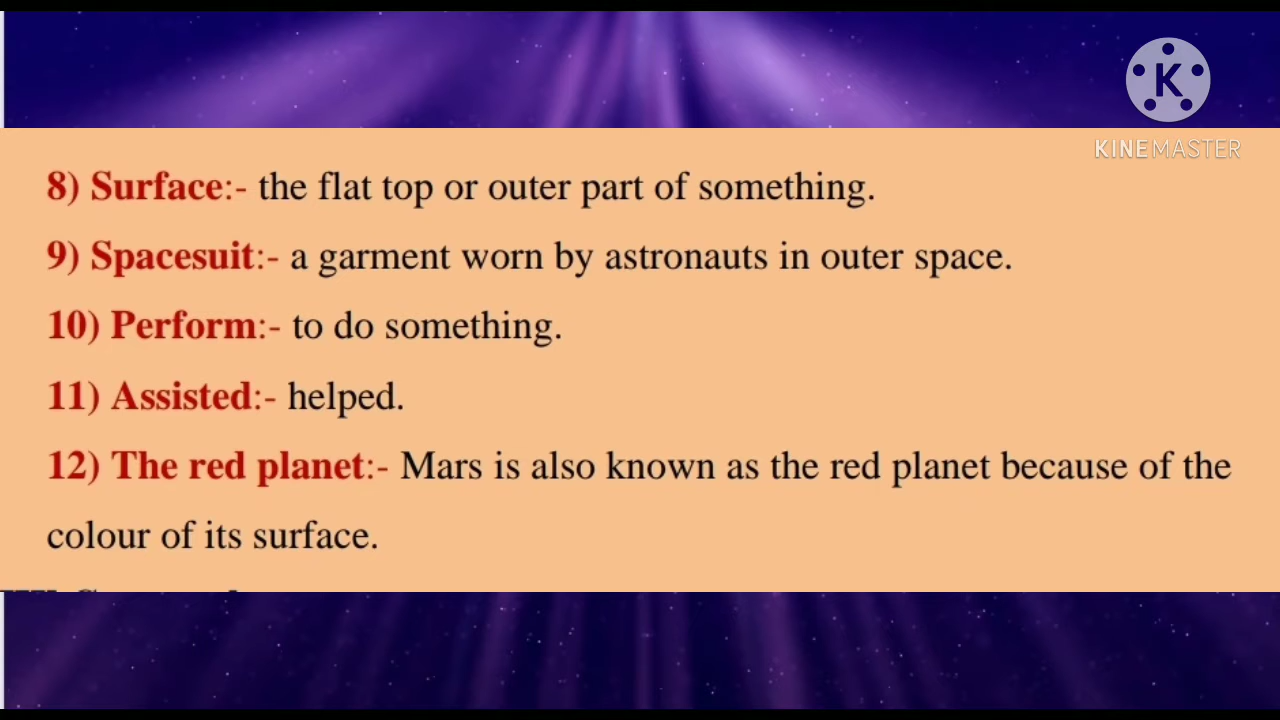 K
KINEMASTER
8) Surface:- the flat top or outer part of something.
9) Spacesuit:- a garment worn by astronauts in outer space.
10) Perform:- to do something.
11) Assisted:- helped.
12) The red planet:- Mars is also known as the red planet because of the
colour of its surface.